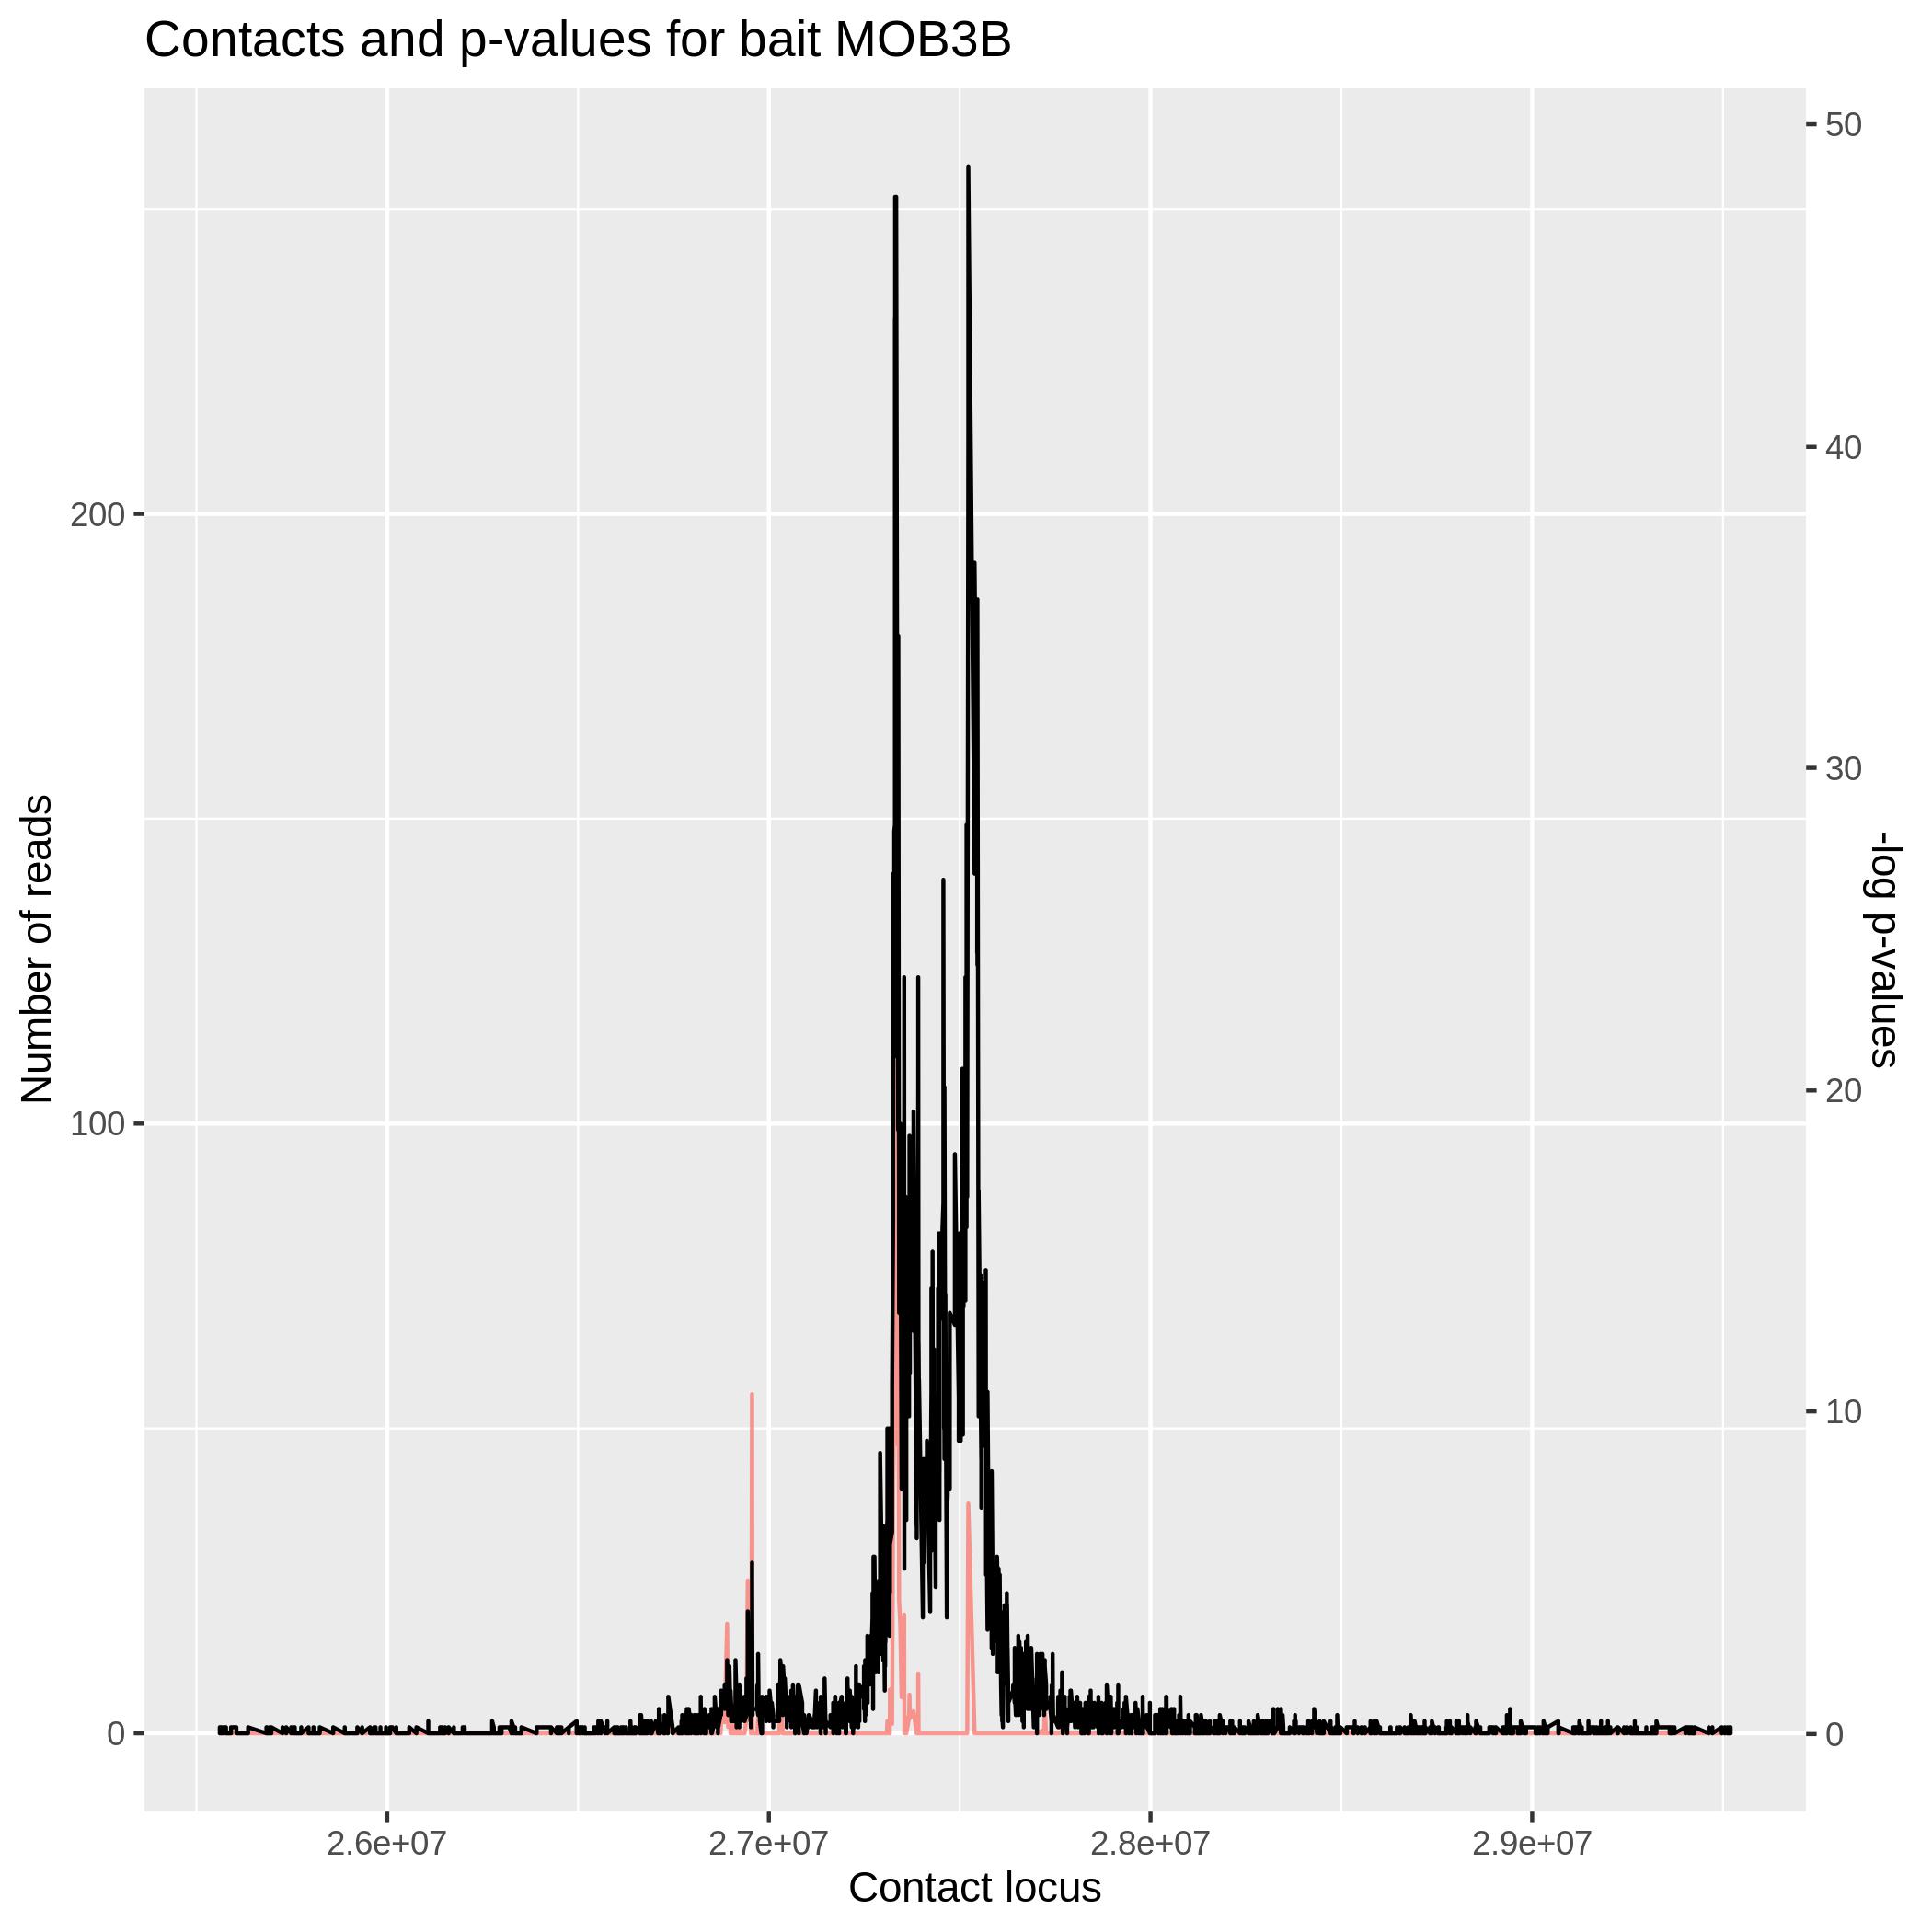 Contacts and p-values for bait MOB3B
Number of reads
200
100
0
50
40
30
20
10
0
-log p-values
2.6e+07
2.7e+07
2.8e+07
2.9e+07
Contact locus